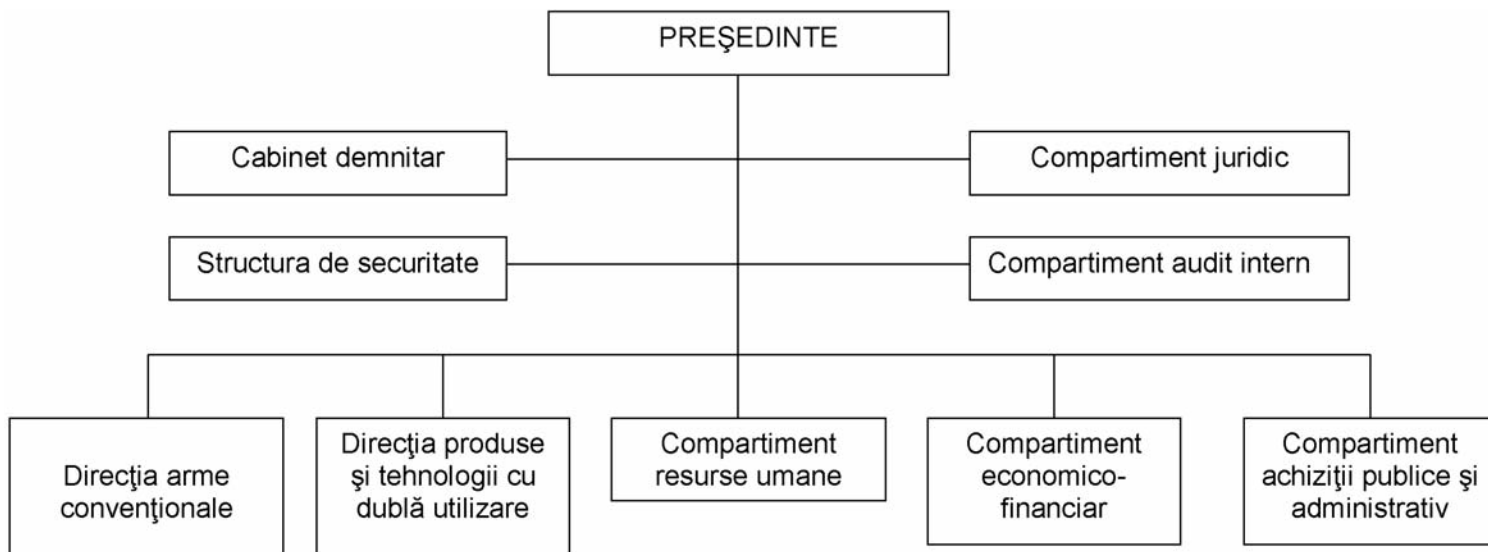 PREŞEDINTE
Cabinet demnitar
Compartiment juridic
Structura de securitate
Compartiment audit intern
Direcţia arme
convenţionale
Direcţia produse
şi tehnologii cu
dublă utilizare
Compartiment
resurse umane
Compartiment
economico-
financiar
Compartiment
achiziţii publice şi
administrativ